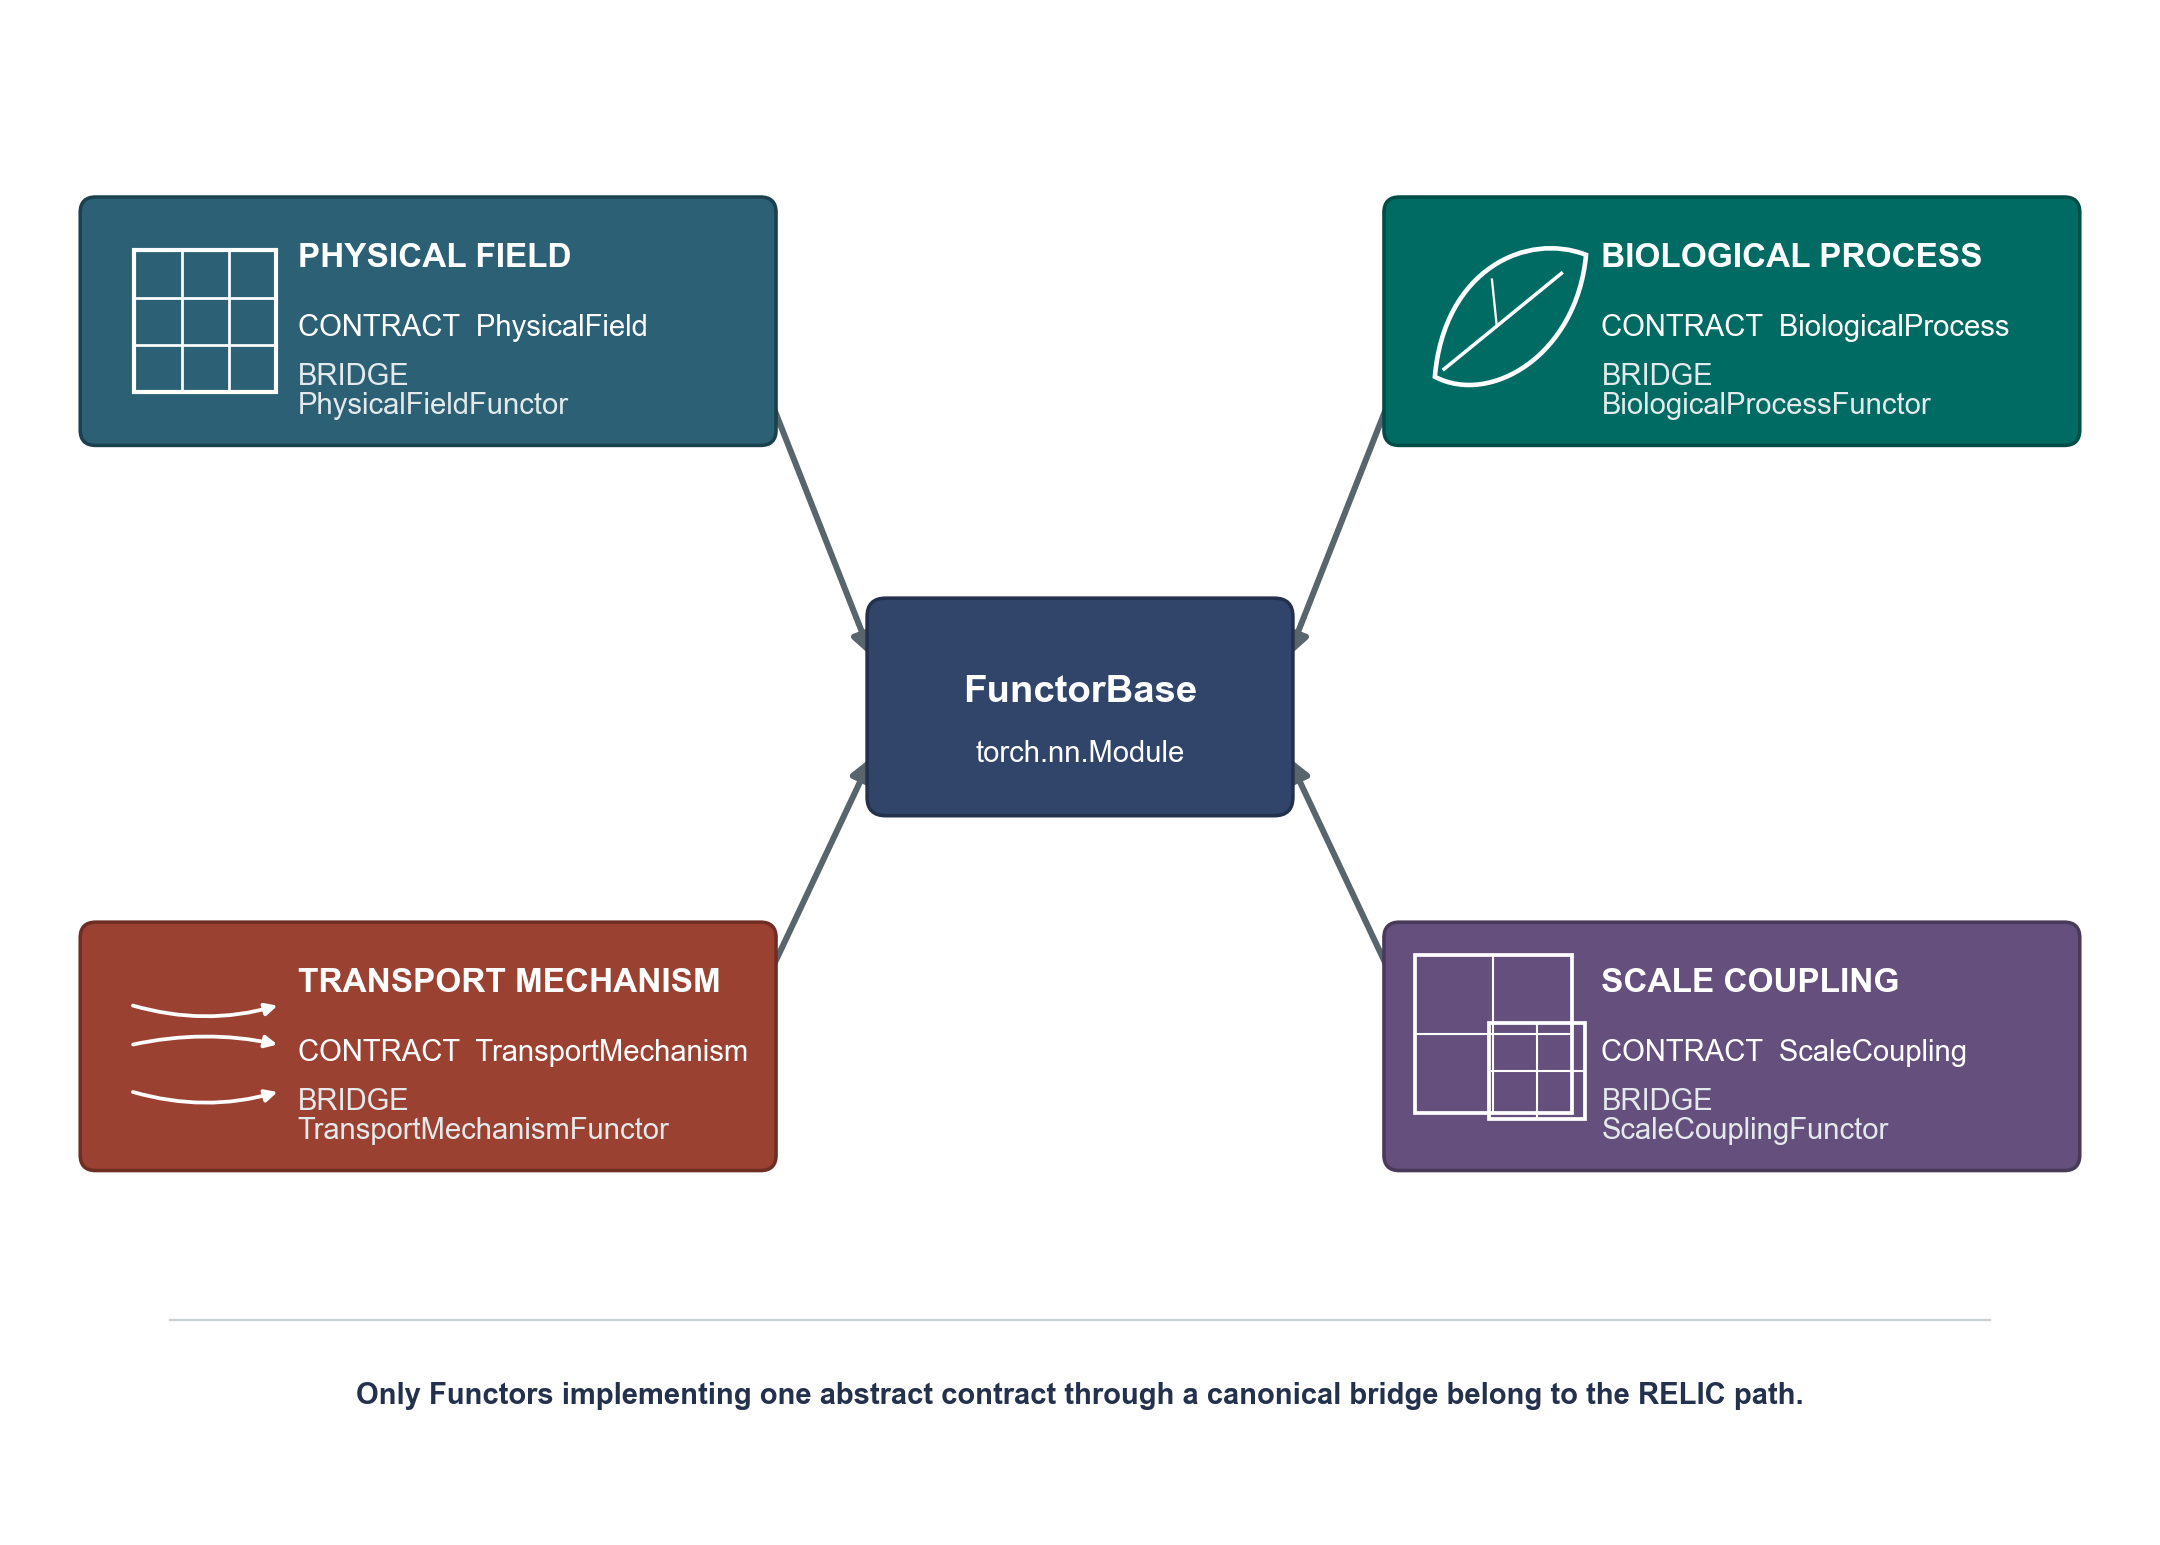 PHYSICAL FIELD
CONTRACT  PhysicalField
BRIDGE
PhysicalFieldFunctor
BIOLOGICAL PROCESS
CONTRACT  BiologicalProcess
BRIDGE
BiologicalProcessFunctor
FunctorBase
torch.nn.Module
TRANSPORT MECHANISM
CONTRACT  TransportMechanism
BRIDGE
TransportMechanismFunctor
SCALE COUPLING
CONTRACT  ScaleCoupling
BRIDGE
ScaleCouplingFunctor
Only Functors implementing one abstract contract through a canonical bridge belong to the RELIC path.